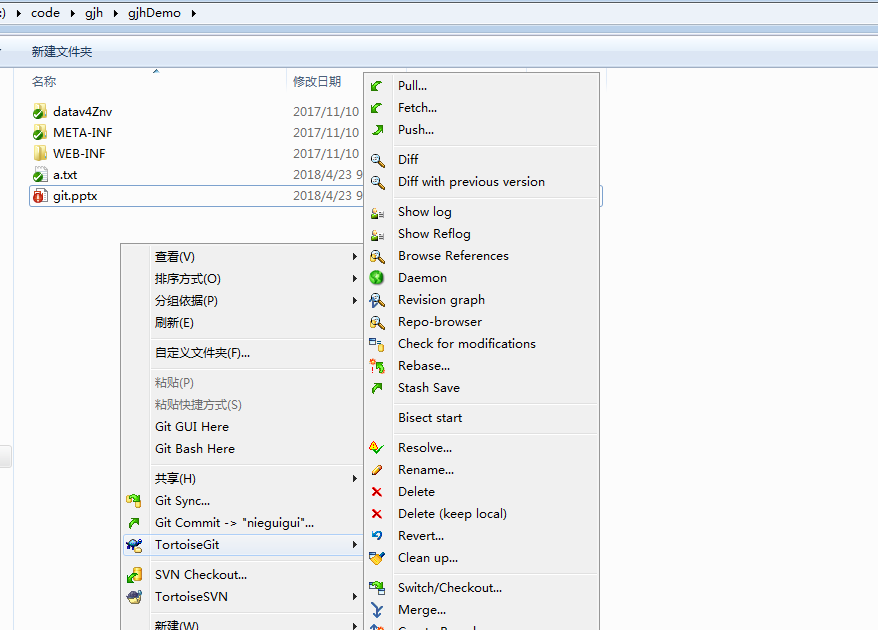 :) ▸ code ▸ gjh ▸ gjhDemo ▸
新建文件夹
名称 修改日期
datav4Znv 2017/11/10
META-INF 2017/11/10
WEB-INF 2017/11/10
a.txt 2018/4/23 9
git.pptx 2018/4/23 9
查看(V)
排序方式(O)
分组依据(P)
刷新(E)
自定义文件夹(F)...
粘贴(P)
粘贴快捷方式(S)
Git GUI Here
Git Bash Here
共享(H)
Git Sync...
Git Commit -> "nieguigui"...
TortoiseGit
SVN Checkout...
TortoiseSVN
新建(W)
Pull...
Fetch...
Push...
Diff
Diff with previous version
Show log
Show Reflog
Browse References
Daemon
Revision graph
Repo-browser
Check for modifications
Rebase...
Stash Save
Bisect start
Resolve...
Rename...
Delete
Delete (keep local)
Revert...
Clean up...
Switch/Checkout...
Merge...